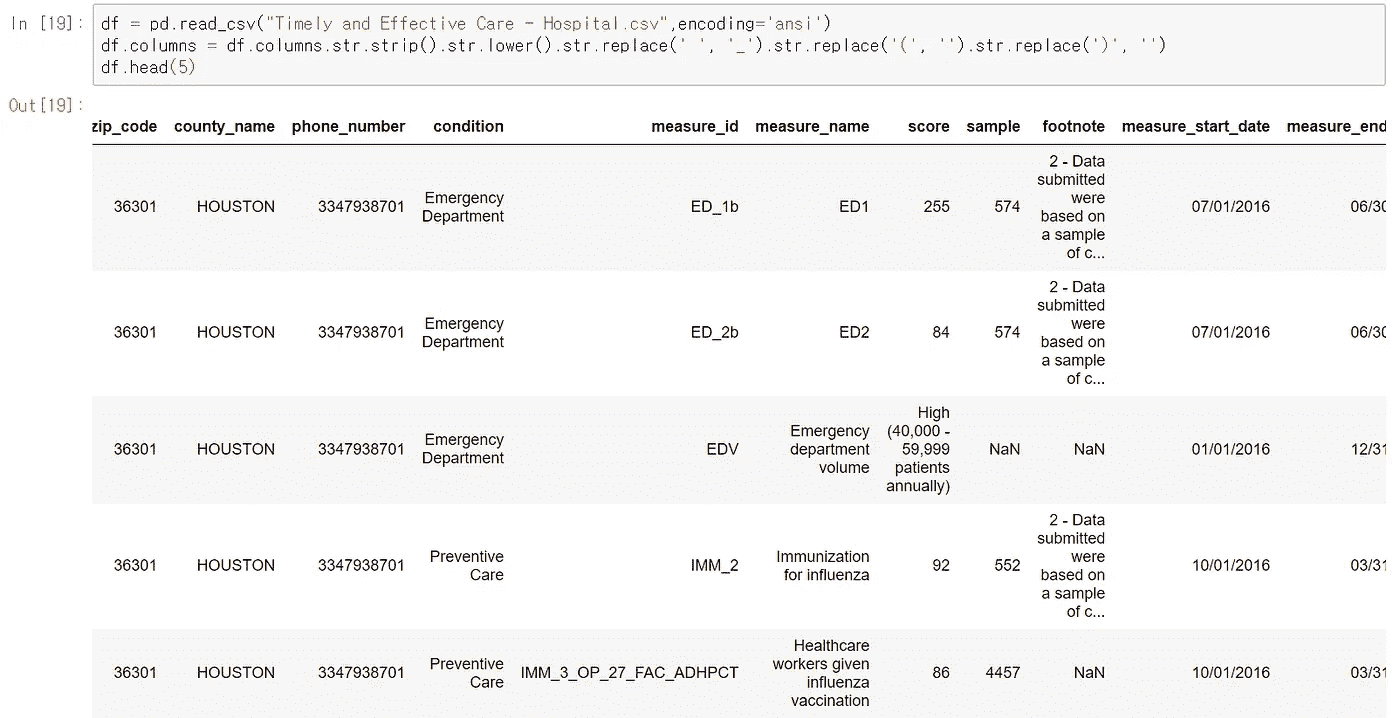 In [19]: df = pd.read_csv("Timely and Effective Care - Hospital.csv",encoding='ansi')
df.columns = df.columns.str.strip().str.lower().str.replace(' ', '_').str.replace('(', '').str.replace(')', '')
df.head(5)
Out[19]:
zip_code county_name phone_number condition measure_id measure_name score sample footnote measure_start_date measure_end
36301 HOUSTON 3347938701 Emergency Department ED_1b ED1 255 574 2 - Data submitted were based on a sample of c... 07/01/2016 06/30
36301 HOUSTON 3347938701 Emergency Department ED_2b ED2 84 574 2 - Data submitted were based on a sample of c... 07/01/2016 06/30
36301 HOUSTON 3347938701 Emergency Department EDV Emergency department volume High (40,000 - 59,999 patients annually) NaN NaN 01/01/2016 12/31
36301 HOUSTON 3347938701 Preventive Care IMM_2 Immunization for influenza 92 552 2 - Data submitted were based on a sample of c... 10/01/2016 03/31
36301 HOUSTON 3347938701 Preventive Care IMM_3_OP_27_FAC_ADHPCT Healthcare workers given influenza vaccination 86 4457 NaN 10/01/2016 03/31